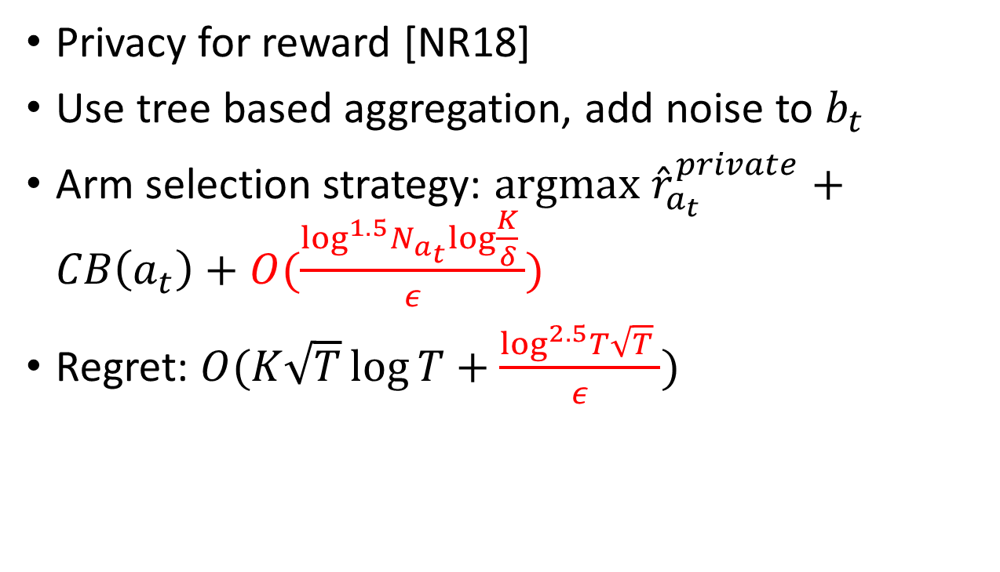 • Privacy for reward [NR18]
• Use tree based aggregation, add noise to $b_t$
• Arm selection strategy: $\operatorname{argmax} \hat{r}_{a_t}^{private} +$
$CB(a_t) + O(\frac{\log^{1.5} N_{a_t} \log \frac{K}{\delta}}{\epsilon})$
• Regret: $O(K\sqrt{T} \log T + \frac{\log^{2.5} T \sqrt{T}}{\epsilon})$